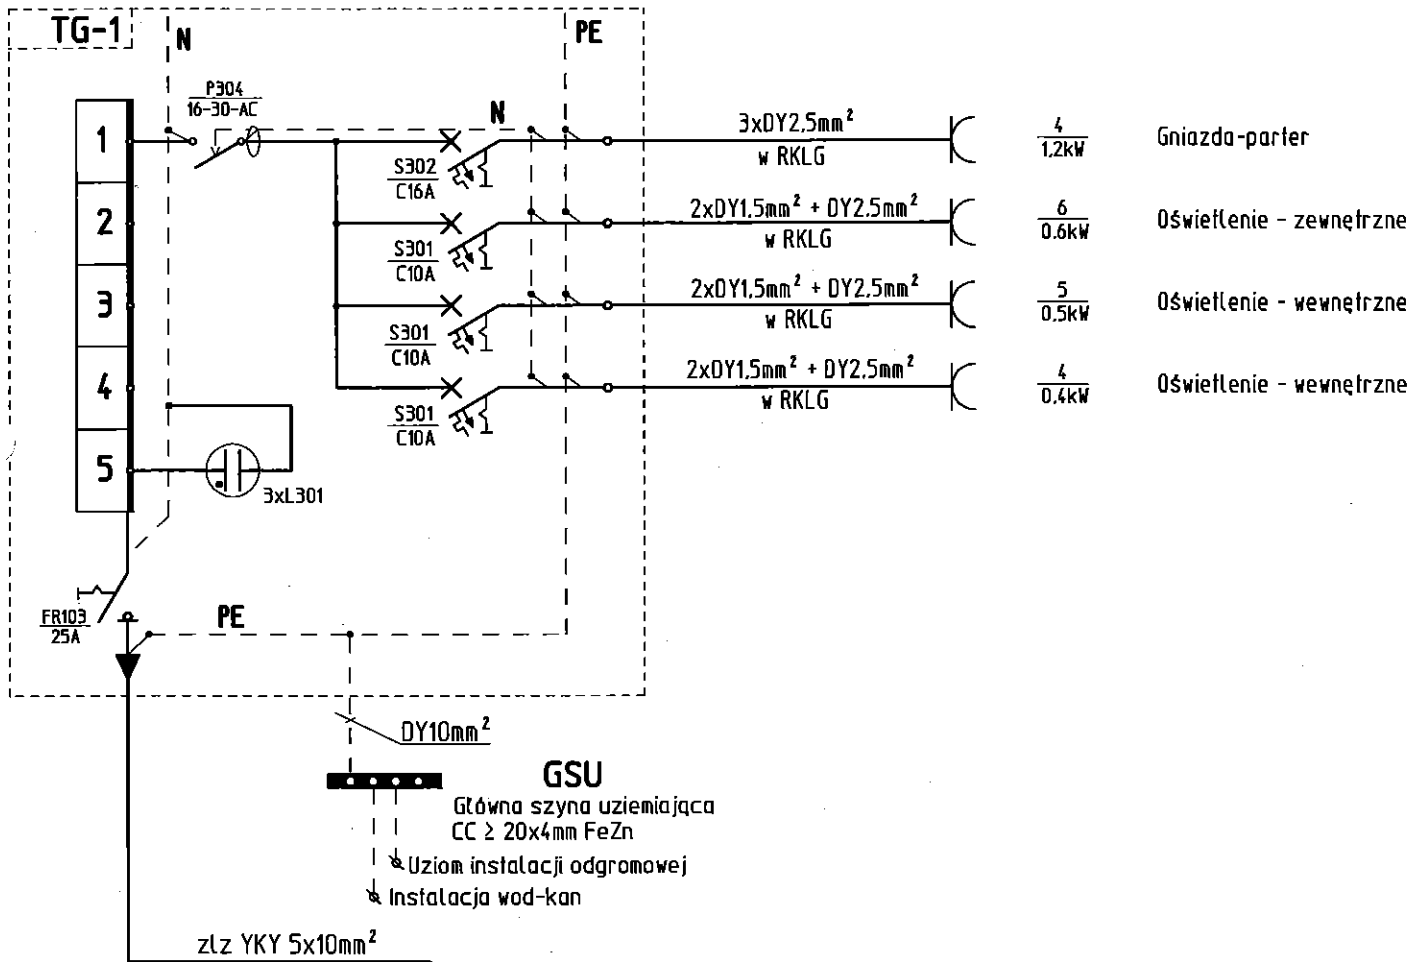 TG-1
N
PE
P304
16-30-AC
N
1
2
3
4
5
S302
C16A
S301
C10A
S301
C10A
S301
C10A
3xL301
3xDY2,5mm²
w RKLG
4
1,2kW
Gniazda-parter
2xDY1,5mm² + DY2,5mm²
w RKLG
6
0.6kW
Oświetlenie - zewnętrzne
2xDY1,5mm² + DY2,5mm²
w RKLG
5
0.5kW
Oświetlenie - wewnętrzne
2xDY1,5mm² + DY2,5mm²
w RKLG
4
0,4kW
Oświetlenie - wewnętrzne
FR103
25A
PE
DY10mm²
GSU
Główna szyna uziemiająca
CC ≥ 20x4mm FeZn
Uziom instalacji odgromowej
Instalacja wod-kan
zlz YKY 5x10mm²